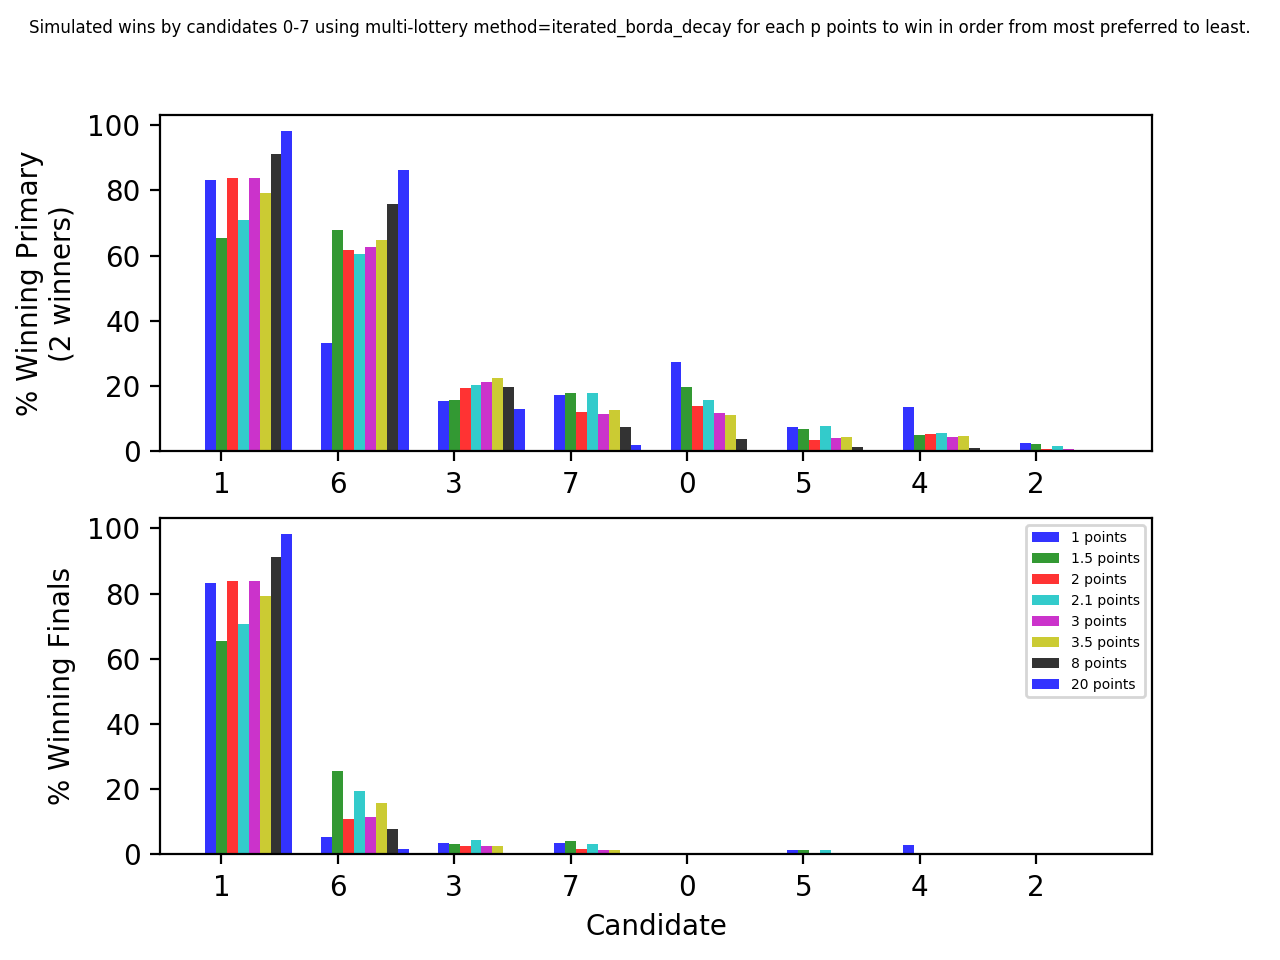 Simulated wins by candidates 0-7 using multi-lottery method=iterated_borda_decay for each p points to win in order from most preferred to least.
% Winning Primary
(2 winners)
100
80
60
40
20
0
1 6 3 7 0 5 4 2
% Winning Finals
100
80
60
40
20
0
1 points
1.5 points
2 points
2.1 points
3 points
3.5 points
8 points
20 points
1 6 3 7 0 5 4 2
Candidate